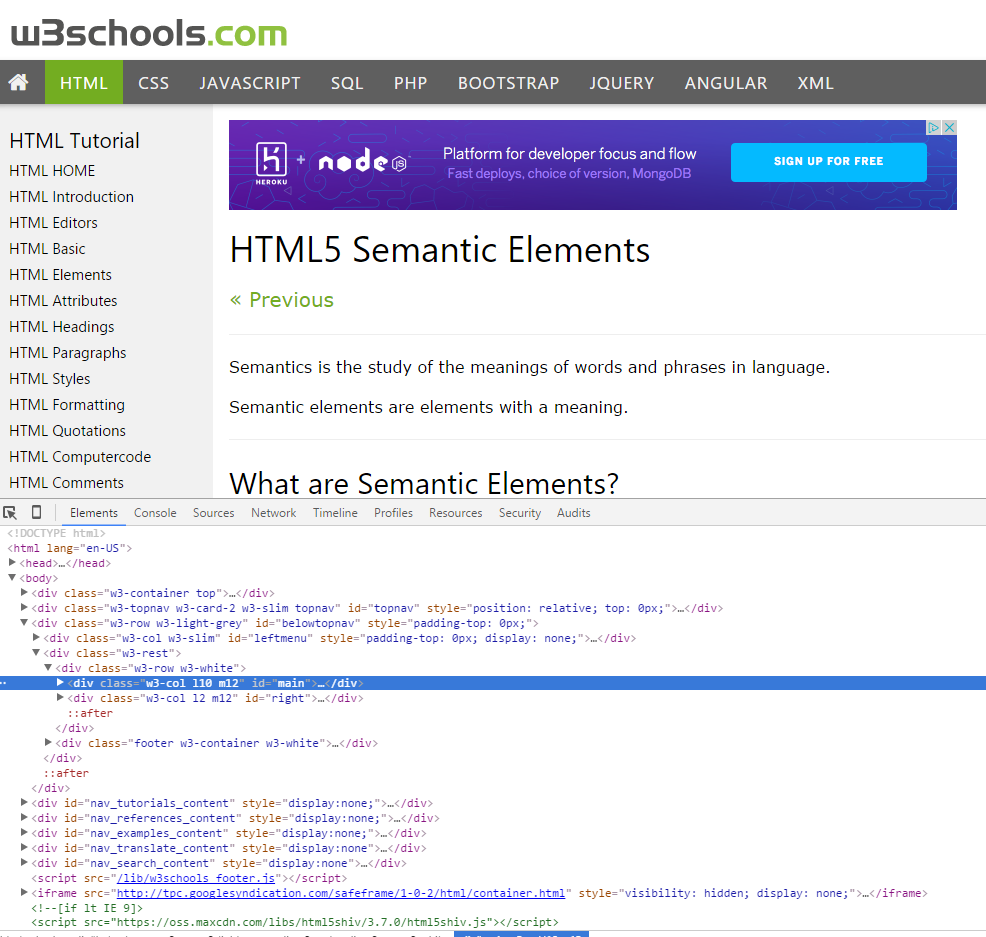 w3schools.com
HTML CSS JAVASCRIPT SQL PHP BOOTSTRAP JQUERY ANGULAR XML
HTML Tutorial
HTML HOME
HTML Introduction
HTML Editors
HTML Basic
HTML Elements
HTML Attributes
HTML Headings
HTML Paragraphs
HTML Styles
HTML Formatting
HTML Quotations
HTML Computercode
HTML Comments
HEROKU
+ node JS
Platform for developer focus and flow
Fast deploys, choice of version, MongoDB
SIGN UP FOR FREE
HTML5 Semantic Elements
« Previous
Semantics is the study of the meanings of words and phrases in language.
Semantic elements are elements with a meaning.
What are Semantic Elements?
Elements Console Sources Network Timeline Profiles Resources Security Audits
<!DOCTYPE html>
<html lang="en-US">
<head>…</head>
<body>
<div class="w3-container top">…</div>
<div class="w3-topnav w3-card-2 w3-slim topnav" id="topnav" style="position: relative; top: 0px;">…</div>
<div class="w3-row w3-light-grey" id="belowtopnav" style="padding-top: 0px;">
<div class="w3-col w3-slim" id="leftmenu" style="padding-top: 0px; display: none;">…</div>
<div class="w3-rest">
<div class="w3-row w3-white">
<div class="w3-col l10 m12" id="main">…</div>
<div class="w3-col l2 m12" id="right">…</div>
::after
</div>
<div class="footer w3-container w3-white">…</div>
</div>
::after
</div>
<div id="nav_tutorials_content" style="display:none;">…</div>
<div id="nav_references_content" style="display:none;">…</div>
<div id="nav_examples_content" style="display:none;">…</div>
<div id="nav_translate_content" style="display:none">…</div>
<div id="nav_search_content" style="display:none">…</div>
<script src="/lib/w3schools_footer.js"></script>
<iframe src="http://tpc.googlesyndication.com/safeframe/1-0-2/html/container.html" style="visibility: hidden; display: none;">…</iframe>
<!--[if lt IE 9]>
<script src="https://oss.maxcdn.com/libs/html5shiv/3.7.0/html5shiv.js"></script>